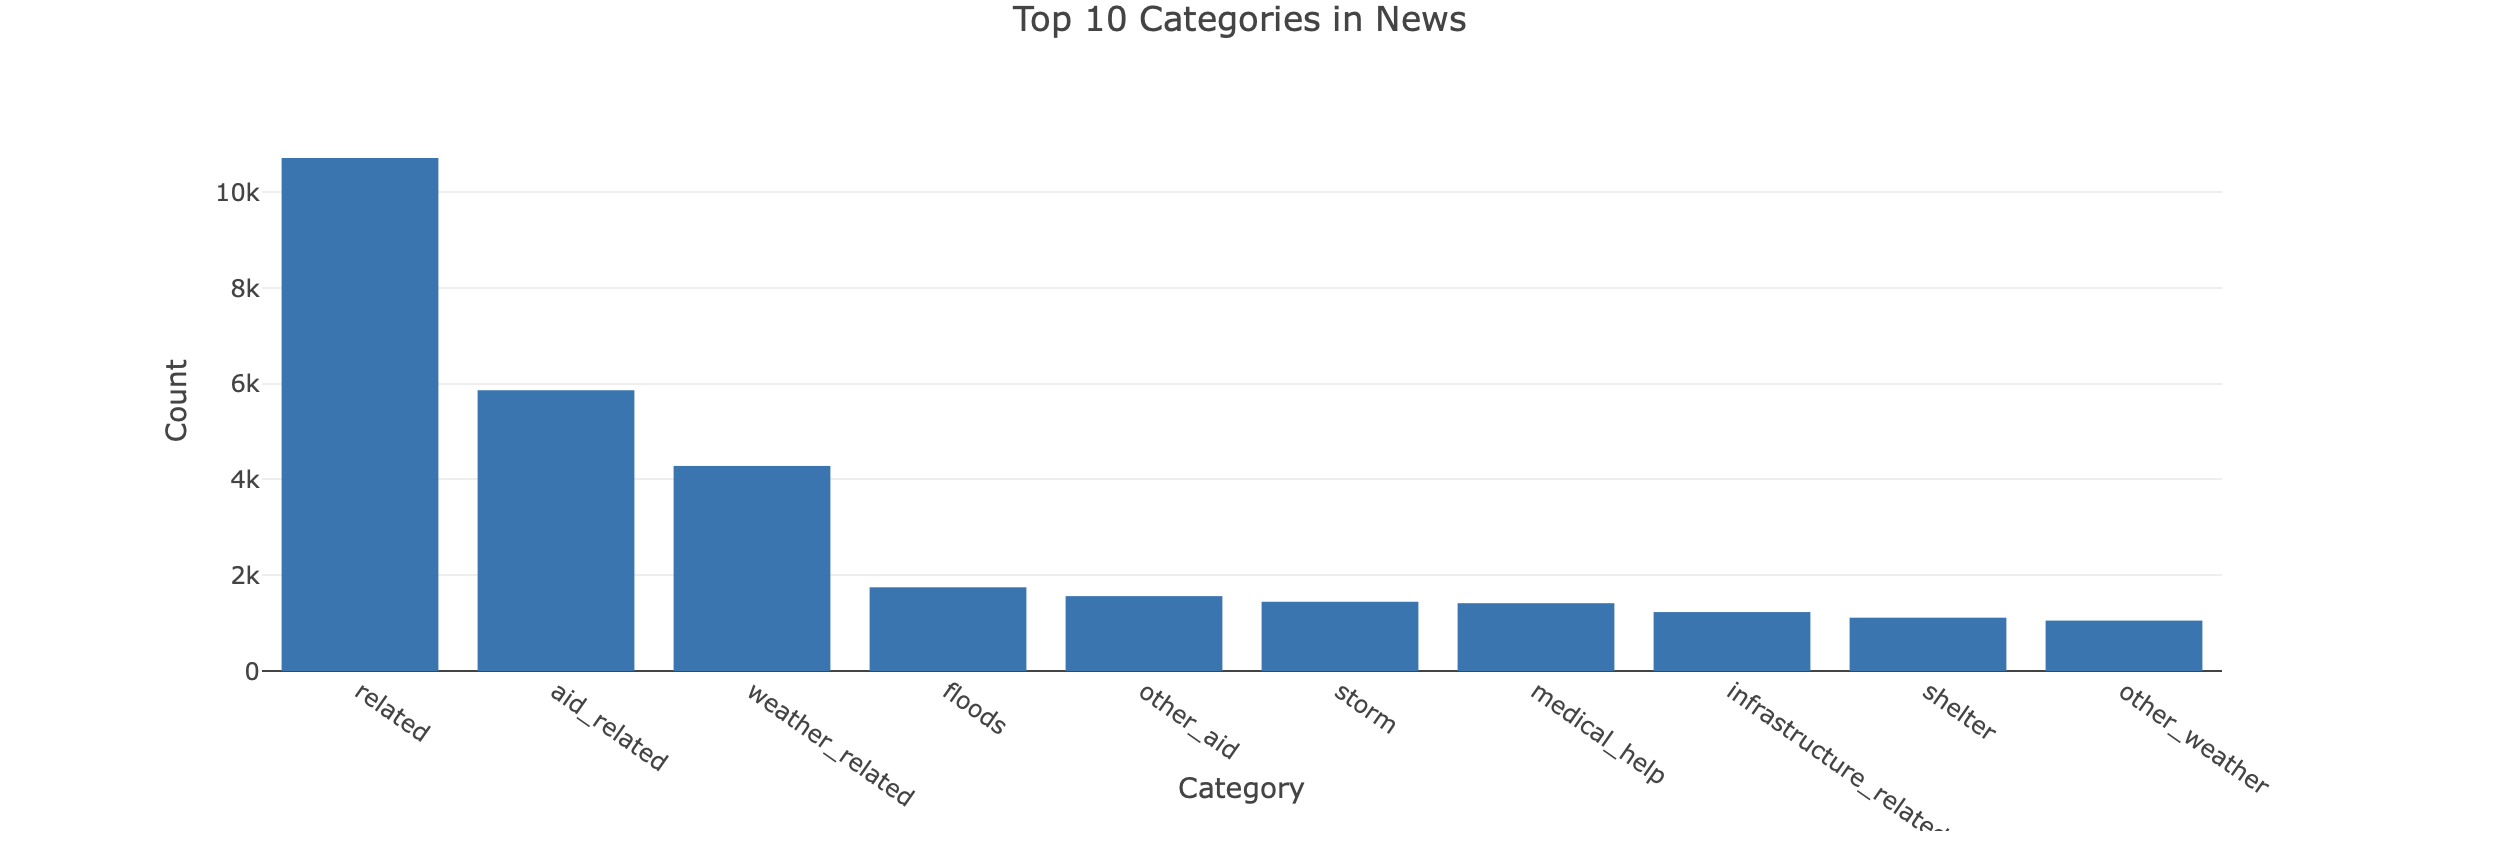 Top 10 Categories in News
10k
8k
6k
4k
2k
0
Count
related
aid_related
weather_related
floods
other_aid
storm
medical_help
infrastructure_related
shelter
other_weather
Category